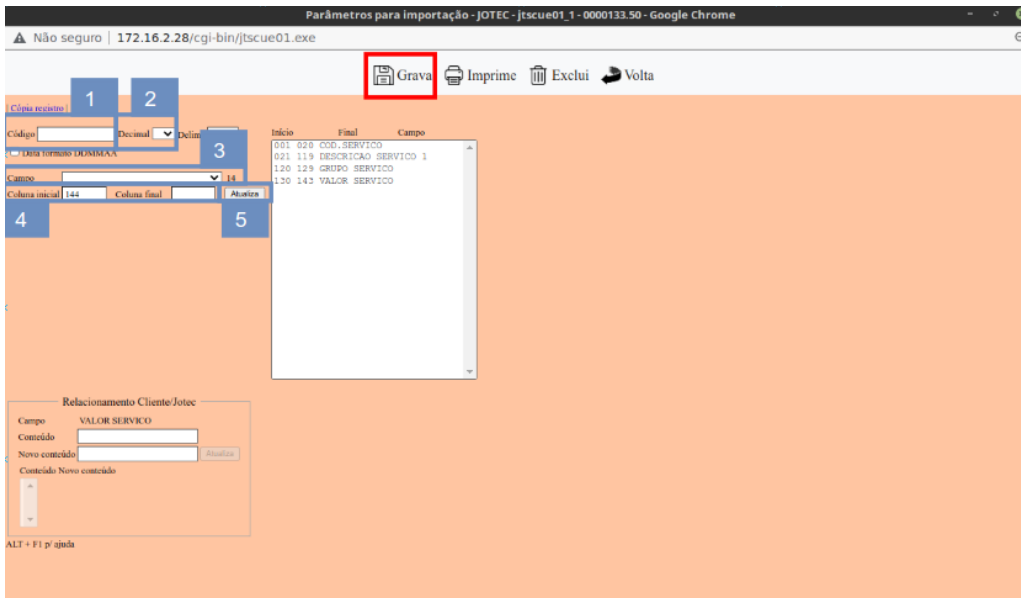 Parâmetros para importação - JOTEC - jtscue01_1 - 0000133.50 - Google Chrome
Não seguro | 172.16.2.28/cgi-bin/jtscue01.exe
Grava Imprime Exclui Volta
1 2
| Cópia registro |
Código Decimal Delim
Data formato DDMMAA
3
Campo 14
Coluna inicial 144 Coluna final Atualiza
4 5
Início Final Campo
001 020 COD.SERVICO
021 119 DESCRICAO SERVICO 1
120 129 GRUPO SERVICO
130 143 VALOR SERVICO
Relacionamento Cliente/Jotec
Campo VALOR SERVICO
Conteúdo
Novo conteúdo Atualiza
Conteúdo Novo conteúdo
ALT + F1 p/ ajuda